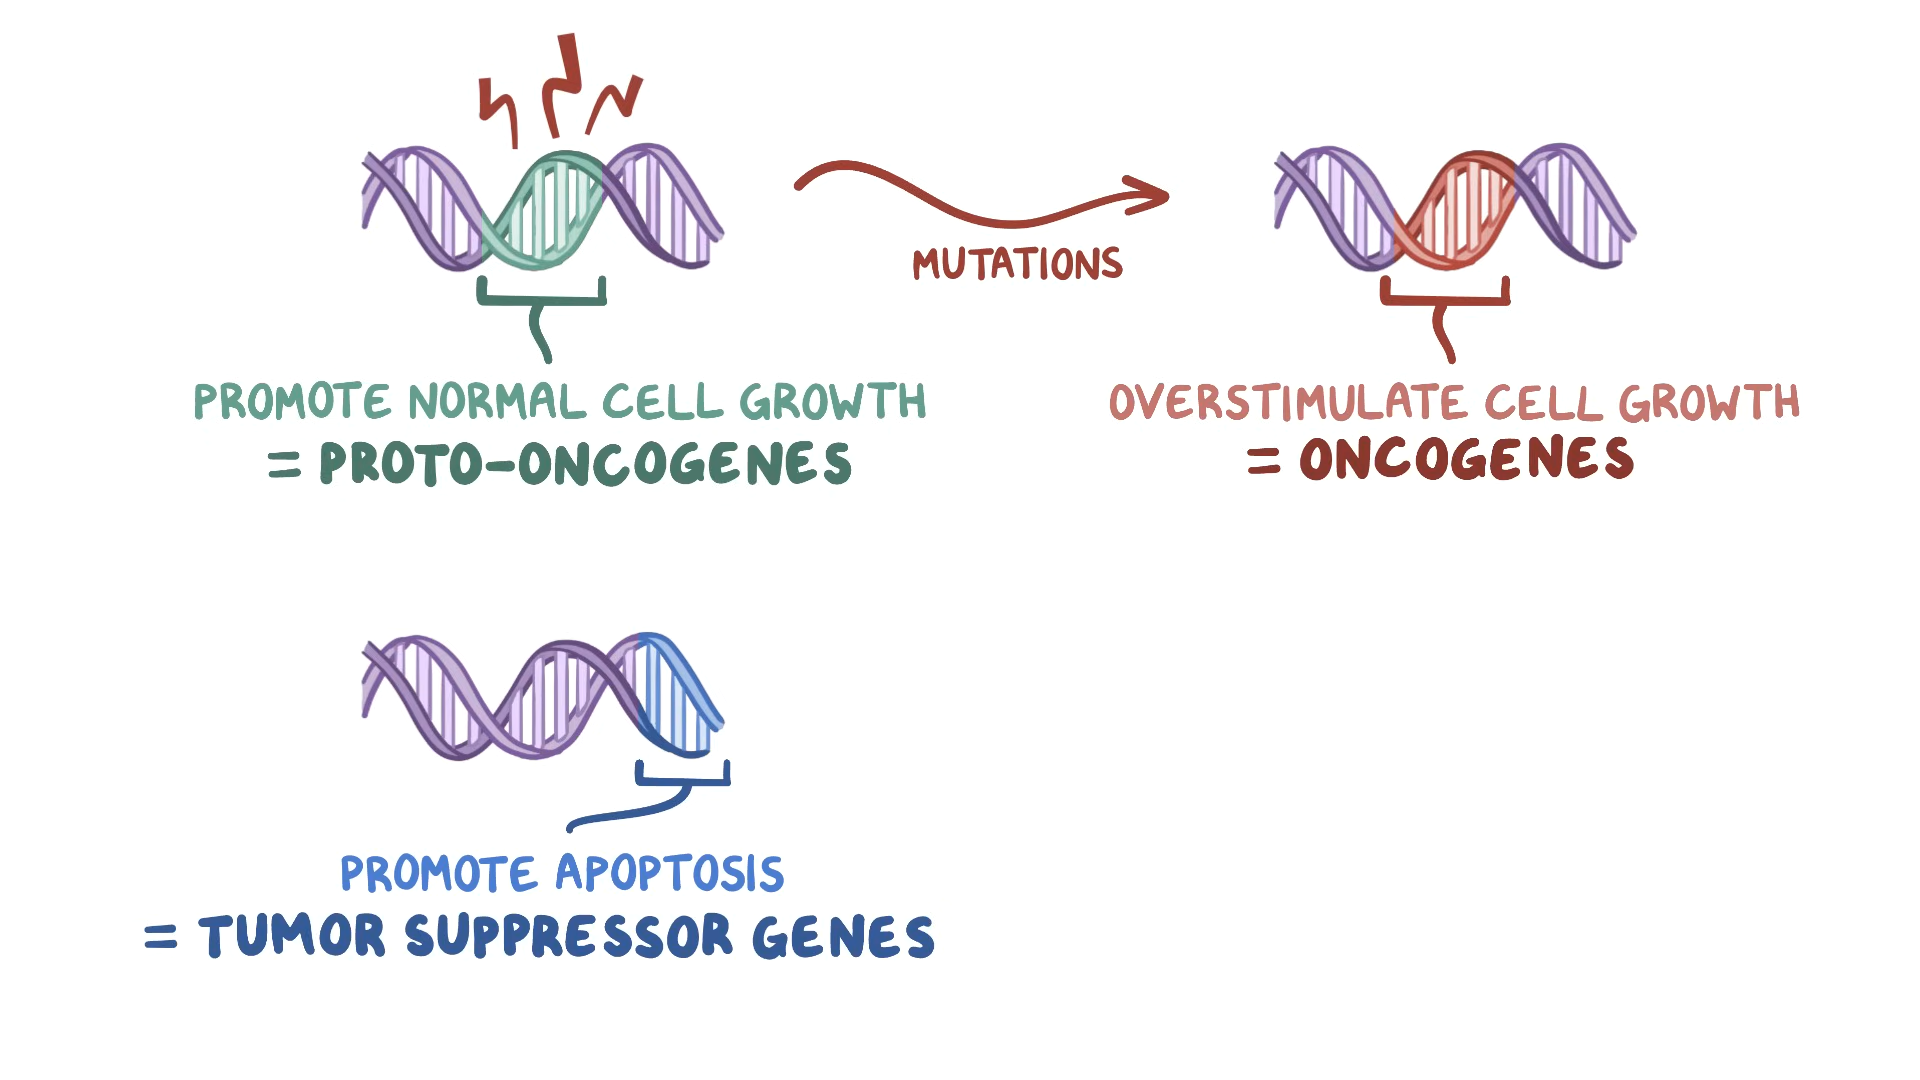 MUTATIONS
PROMOTE NORMAL CELL GROWTH
= PROTO-ONCOGENES
OVERSTIMULATE CELL GROWTH
= ONCOGENES
PROMOTE APOPTOSIS
= TUMOR SUPPRESSOR GENES